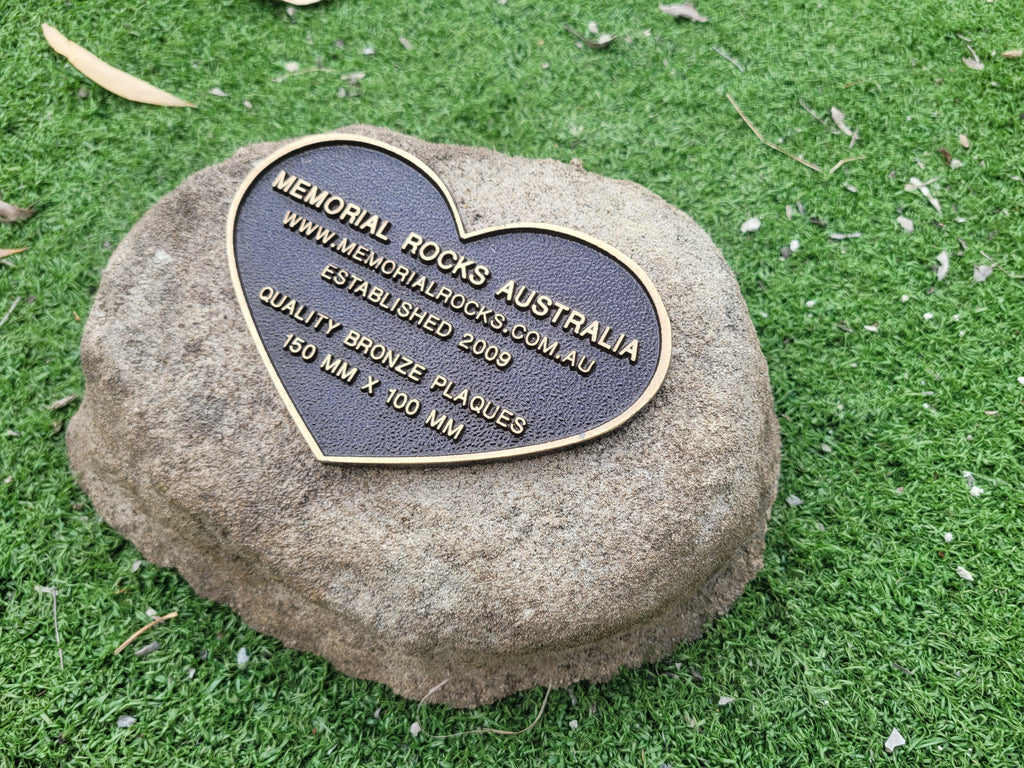 MEMORIAL ROCKS AUSTRALIA
WWW.MEMORIALROCKS.COM.AU
ESTABLISHED 2009
QUALITY BRONZE PLAQUES
150 MM X 100 MM